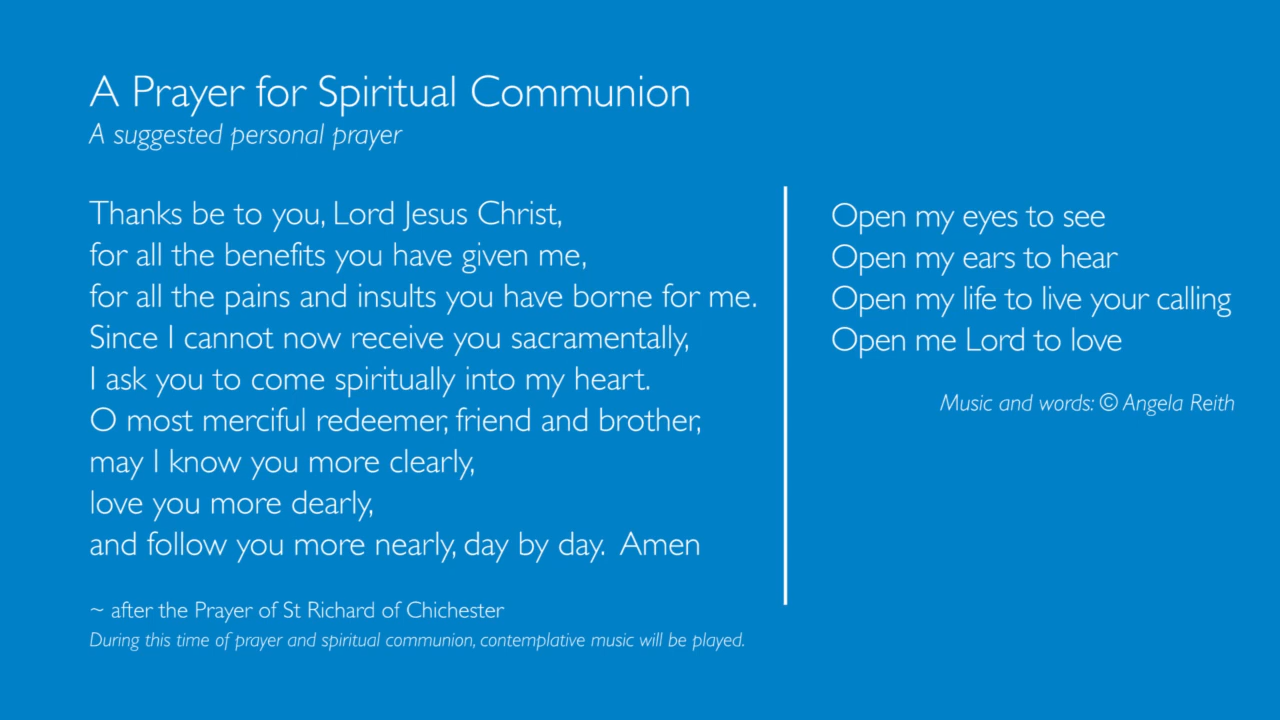 A Prayer for Spiritual Communion
A suggested personal prayer
Thanks be to you, Lord Jesus Christ,
for all the benefits you have given me,
for all the pains and insults you have borne for me.
Since I cannot now receive you sacramentally,
I ask you to come spiritually into my heart.
O most merciful redeemer, friend and brother,
may I know you more clearly,
love you more dearly,
and follow you more nearly, day by day.  Amen
~ after the Prayer of St Richard of Chichester
During this time of prayer and spiritual communion, contemplative music will be played.
Open my eyes to see
Open my ears to hear
Open my life to live your calling
Open me Lord to love
Music and words: © Angela Reith